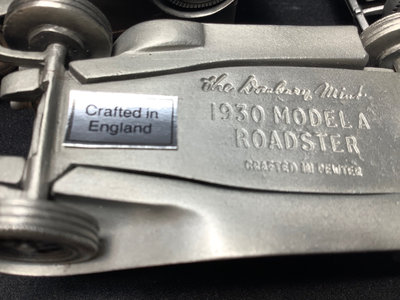 Crafted in
England
The Danbury Mint
1930 MODEL A
ROADSTER
CRAFTED IN PEWTER